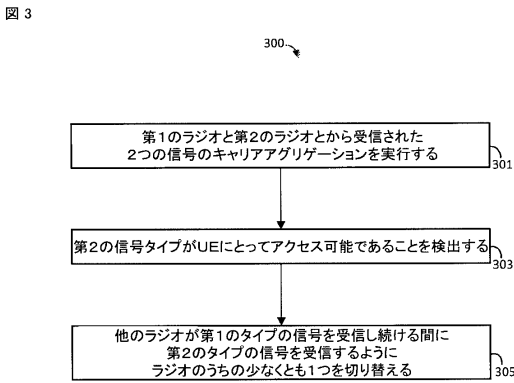 図3
300
第1のラジオと第2のラジオとから受信された
2つの信号のキャリアアグリゲーションを実行する
301
第2の信号タイプがUEにとってアクセス可能であることを検出する
303
他のラジオが第1のタイプの信号を受信し続ける間に
第2のタイプの信号を受信するように
ラジオのうちの少なくとも1つを切り替える
305